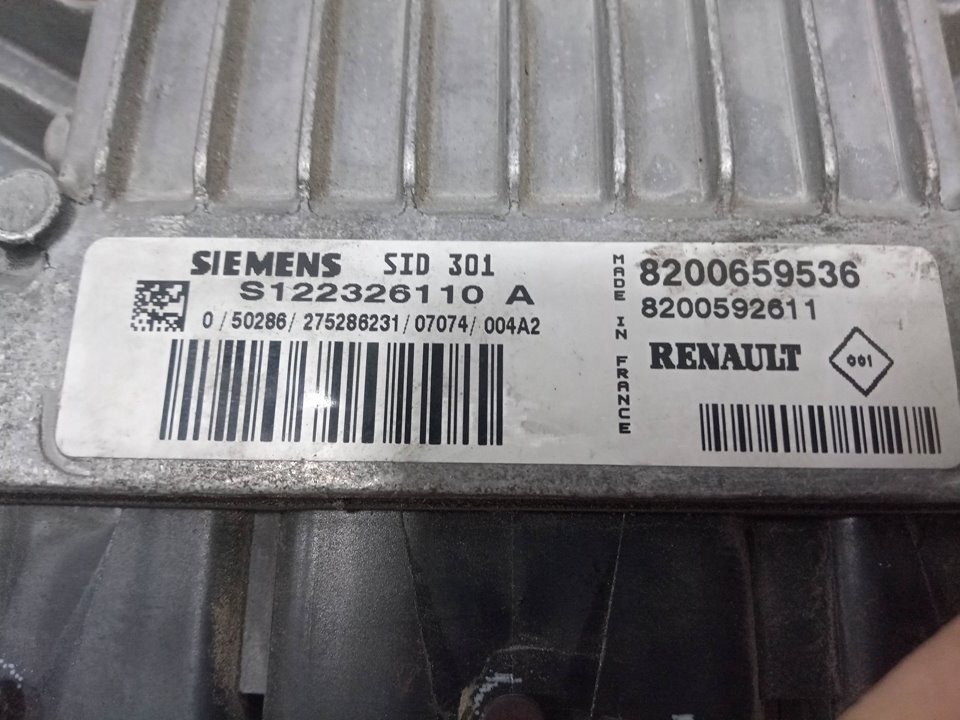 SIEMENS SID 301
S122326110 A
0/50286/275286231/07074/004A2
MADE IN FRANCE
8200659536
8200592611
RENAULT 001